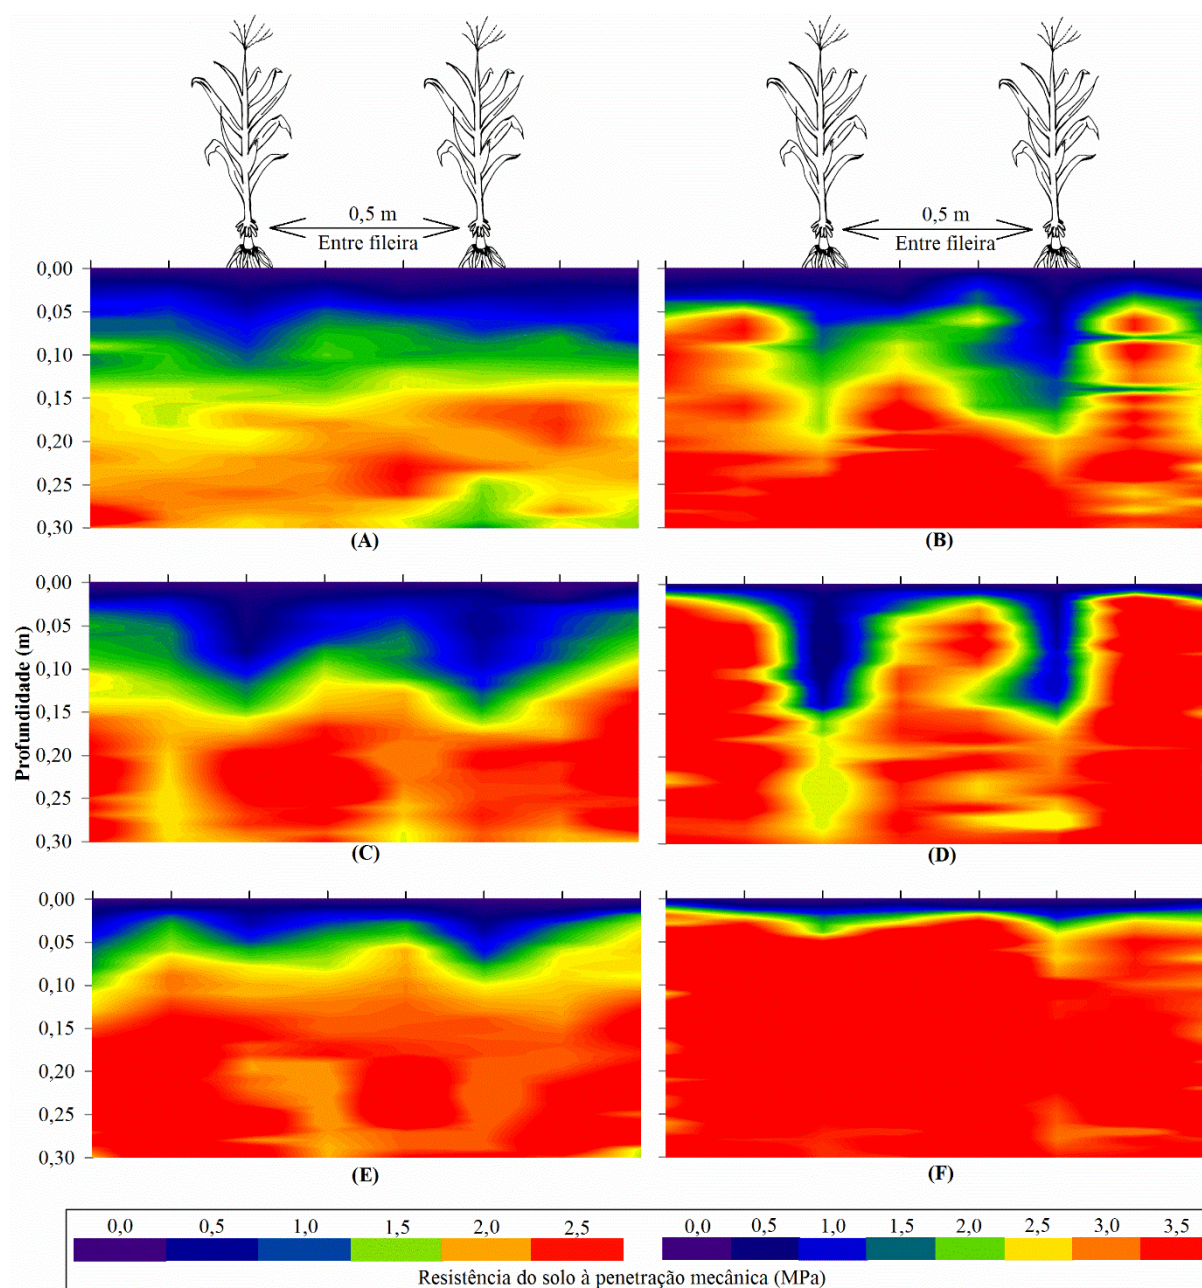 0,5 m
Entre fileira
0,5 m
Entre fileira
Profundidade (m)
0,00
0,05
0,10
0,15
0,20
0,25
0,30
(A)
(B)
0,00
0,05
0,10
0,15
0,20
0,25
0,30
(C)
(D)
0,00
0,05
0,10
0,15
0,20
0,25
0,30
(E)
(F)
0,0 0,5 1,0 1,5 2,0 2,5
0,0 0,5 1,0 1,5 2,0 2,5 3,0 3,5
Resistência do solo à penetração mecânica (MPa)